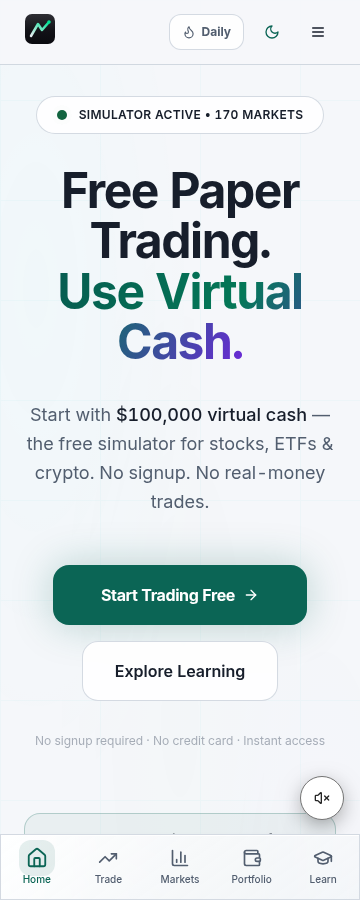 Daily
SIMULATOR ACTIVE • 170 MARKETS
Free Paper
Trading.
Use Virtual
Cash.
Start with $100,000 virtual cash —
the free simulator for stocks, ETFs &
crypto. No signup. No real-money
trades.
Start Trading Free →
Explore Learning
No signup required · No credit card · Instant access
Home Trade Markets Portfolio Learn